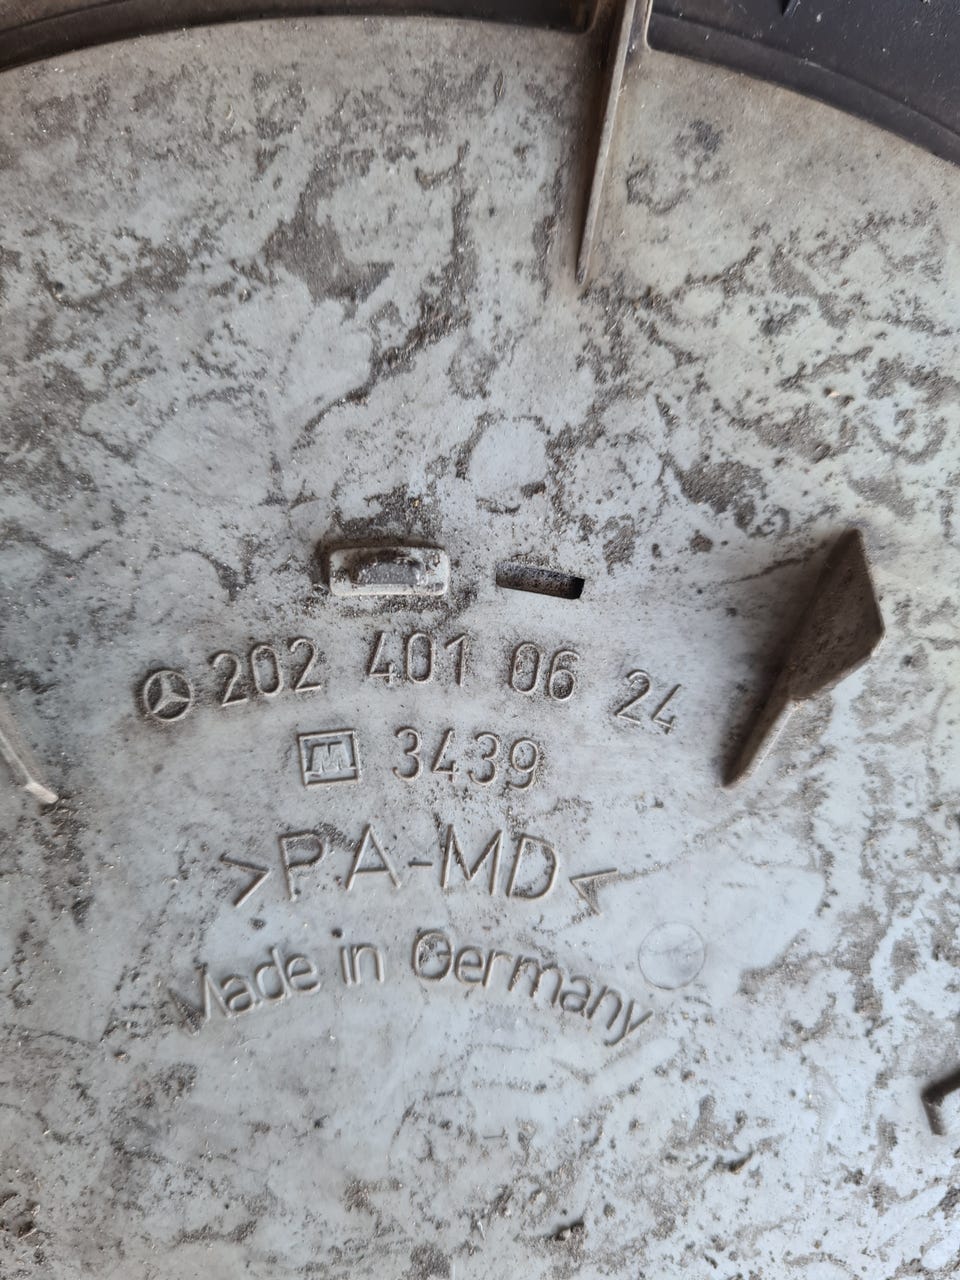 202 401 06 24
M 3439
>PA-MD<
Made in Germany